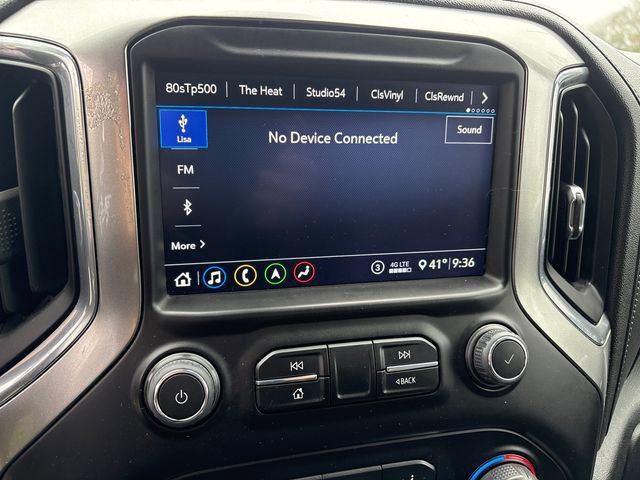 80sTp500 The Heat Studio54 ClsVinyl ClsRewnd
Lisa
No Device Connected
Sound
FM
More
3 4G LTE 41° 9:36
BACK